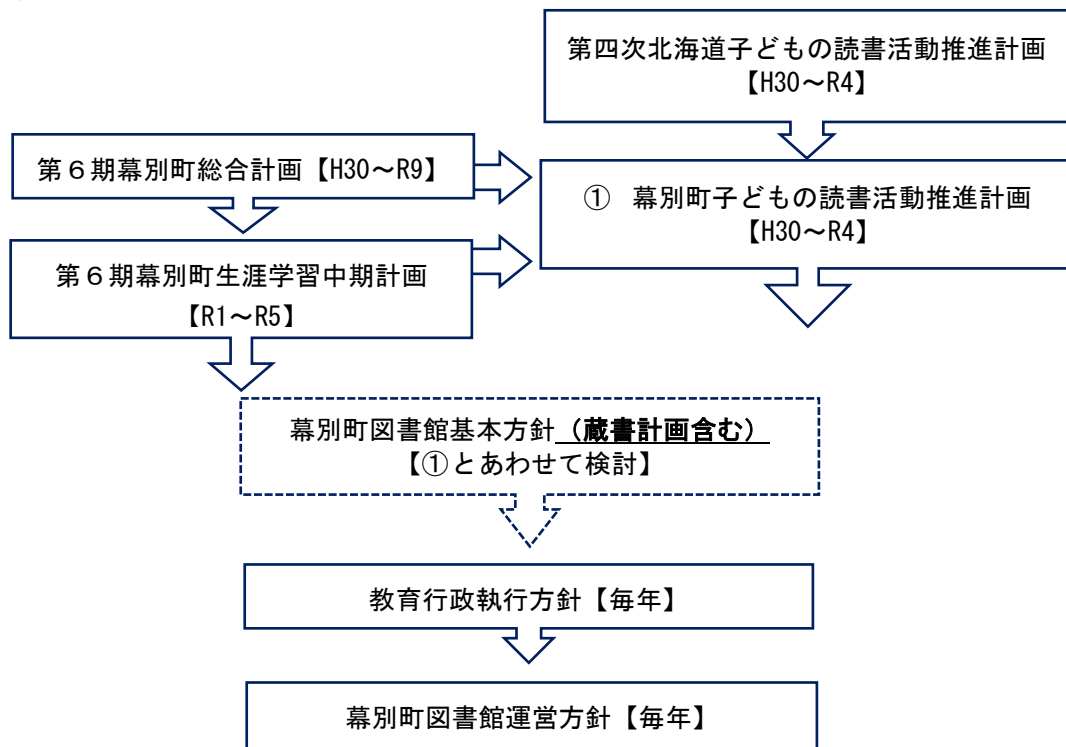 第四次北海道子どもの読書活動推進計画
【H30～R4】
第６期幕別町総合計画【H30～R9】
① 幕別町子どもの読書活動推進計画
【H30～R4】
第６期幕別町生涯学習中期計画
【R1～R5】
幕別町図書館基本方針（蔵書計画含む）
【①とあわせて検討】
教育行政執行方針【毎年】
幕別町図書館運営方針【毎年】